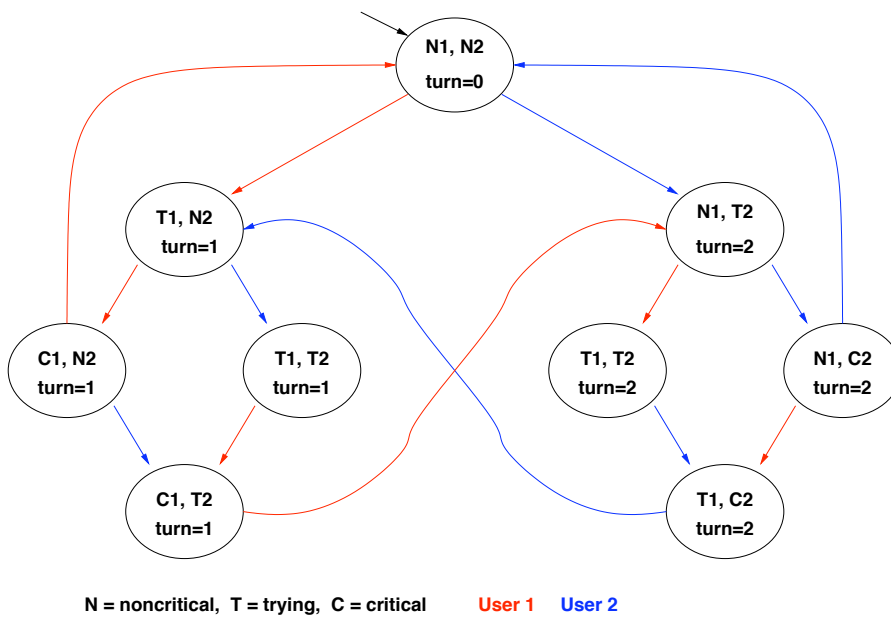 N1, N2
turn=0
T1, N2
turn=1
N1, T2
turn=2
C1, N2
turn=1
T1, T2
turn=1
T1, T2
turn=2
N1, C2
turn=2
C1, T2
turn=1
T1, C2
turn=2
N = noncritical, T = trying, C = critical User 1 User 2